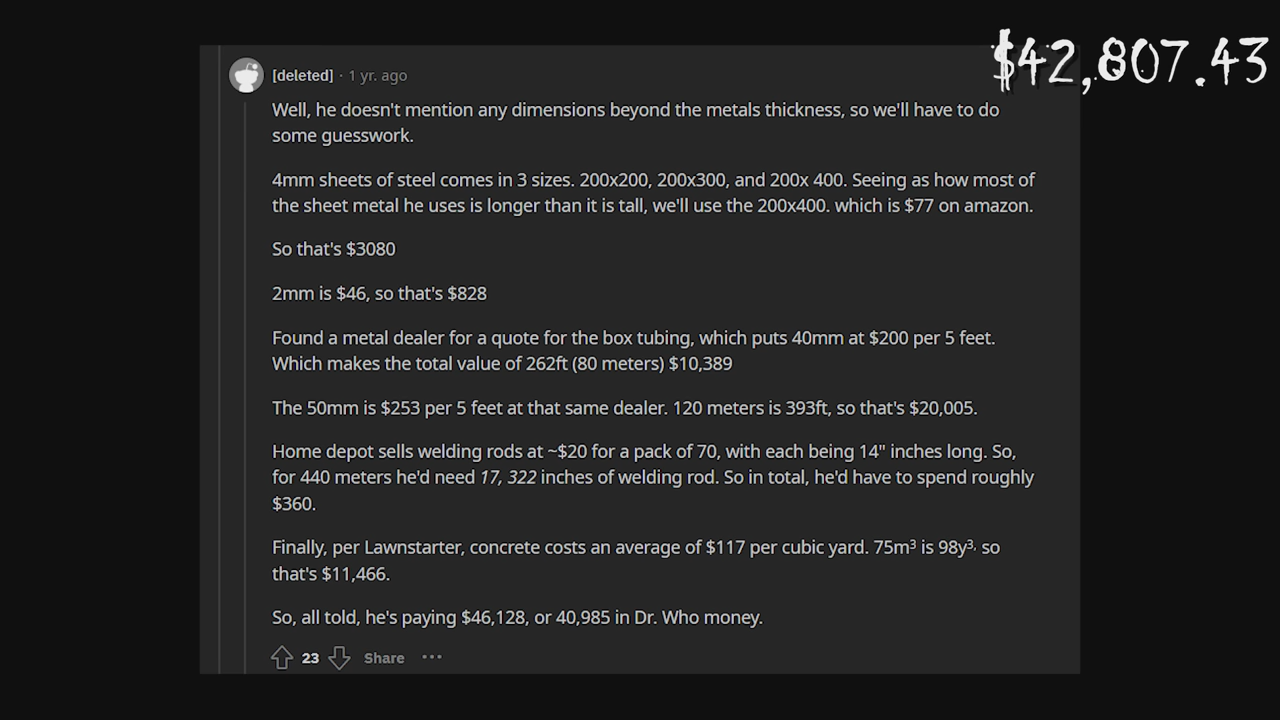 $42,807.43
[deleted] · 1 yr. ago
Well, he doesn't mention any dimensions beyond the metals thickness, so we'll have to do
some guesswork.
4mm sheets of steel comes in 3 sizes. 200x200, 200x300, and 200x 400. Seeing as how most of
the sheet metal he uses is longer than it is tall, we'll use the 200x400. which is $77 on amazon.
So that's $3080
2mm is $46, so that's $828
Found a metal dealer for a quote for the box tubing, which puts 40mm at $200 per 5 feet.
Which makes the total value of 262ft (80 meters) $10,389
The 50mm is $253 per 5 feet at that same dealer. 120 meters is 393ft, so that's $20,005.
Home depot sells welding rods at ~$20 for a pack of 70, with each being 14" inches long. So,
for 440 meters he'd need 17, 322 inches of welding rod. So in total, he'd have to spend roughly
$360.
Finally, per Lawnstarter, concrete costs an average of $117 per cubic yard. 75m³ is 98y³, so
that's $11,466.
So, all told, he's paying $46,128, or 40,985 in Dr. Who money.
23 Share ···